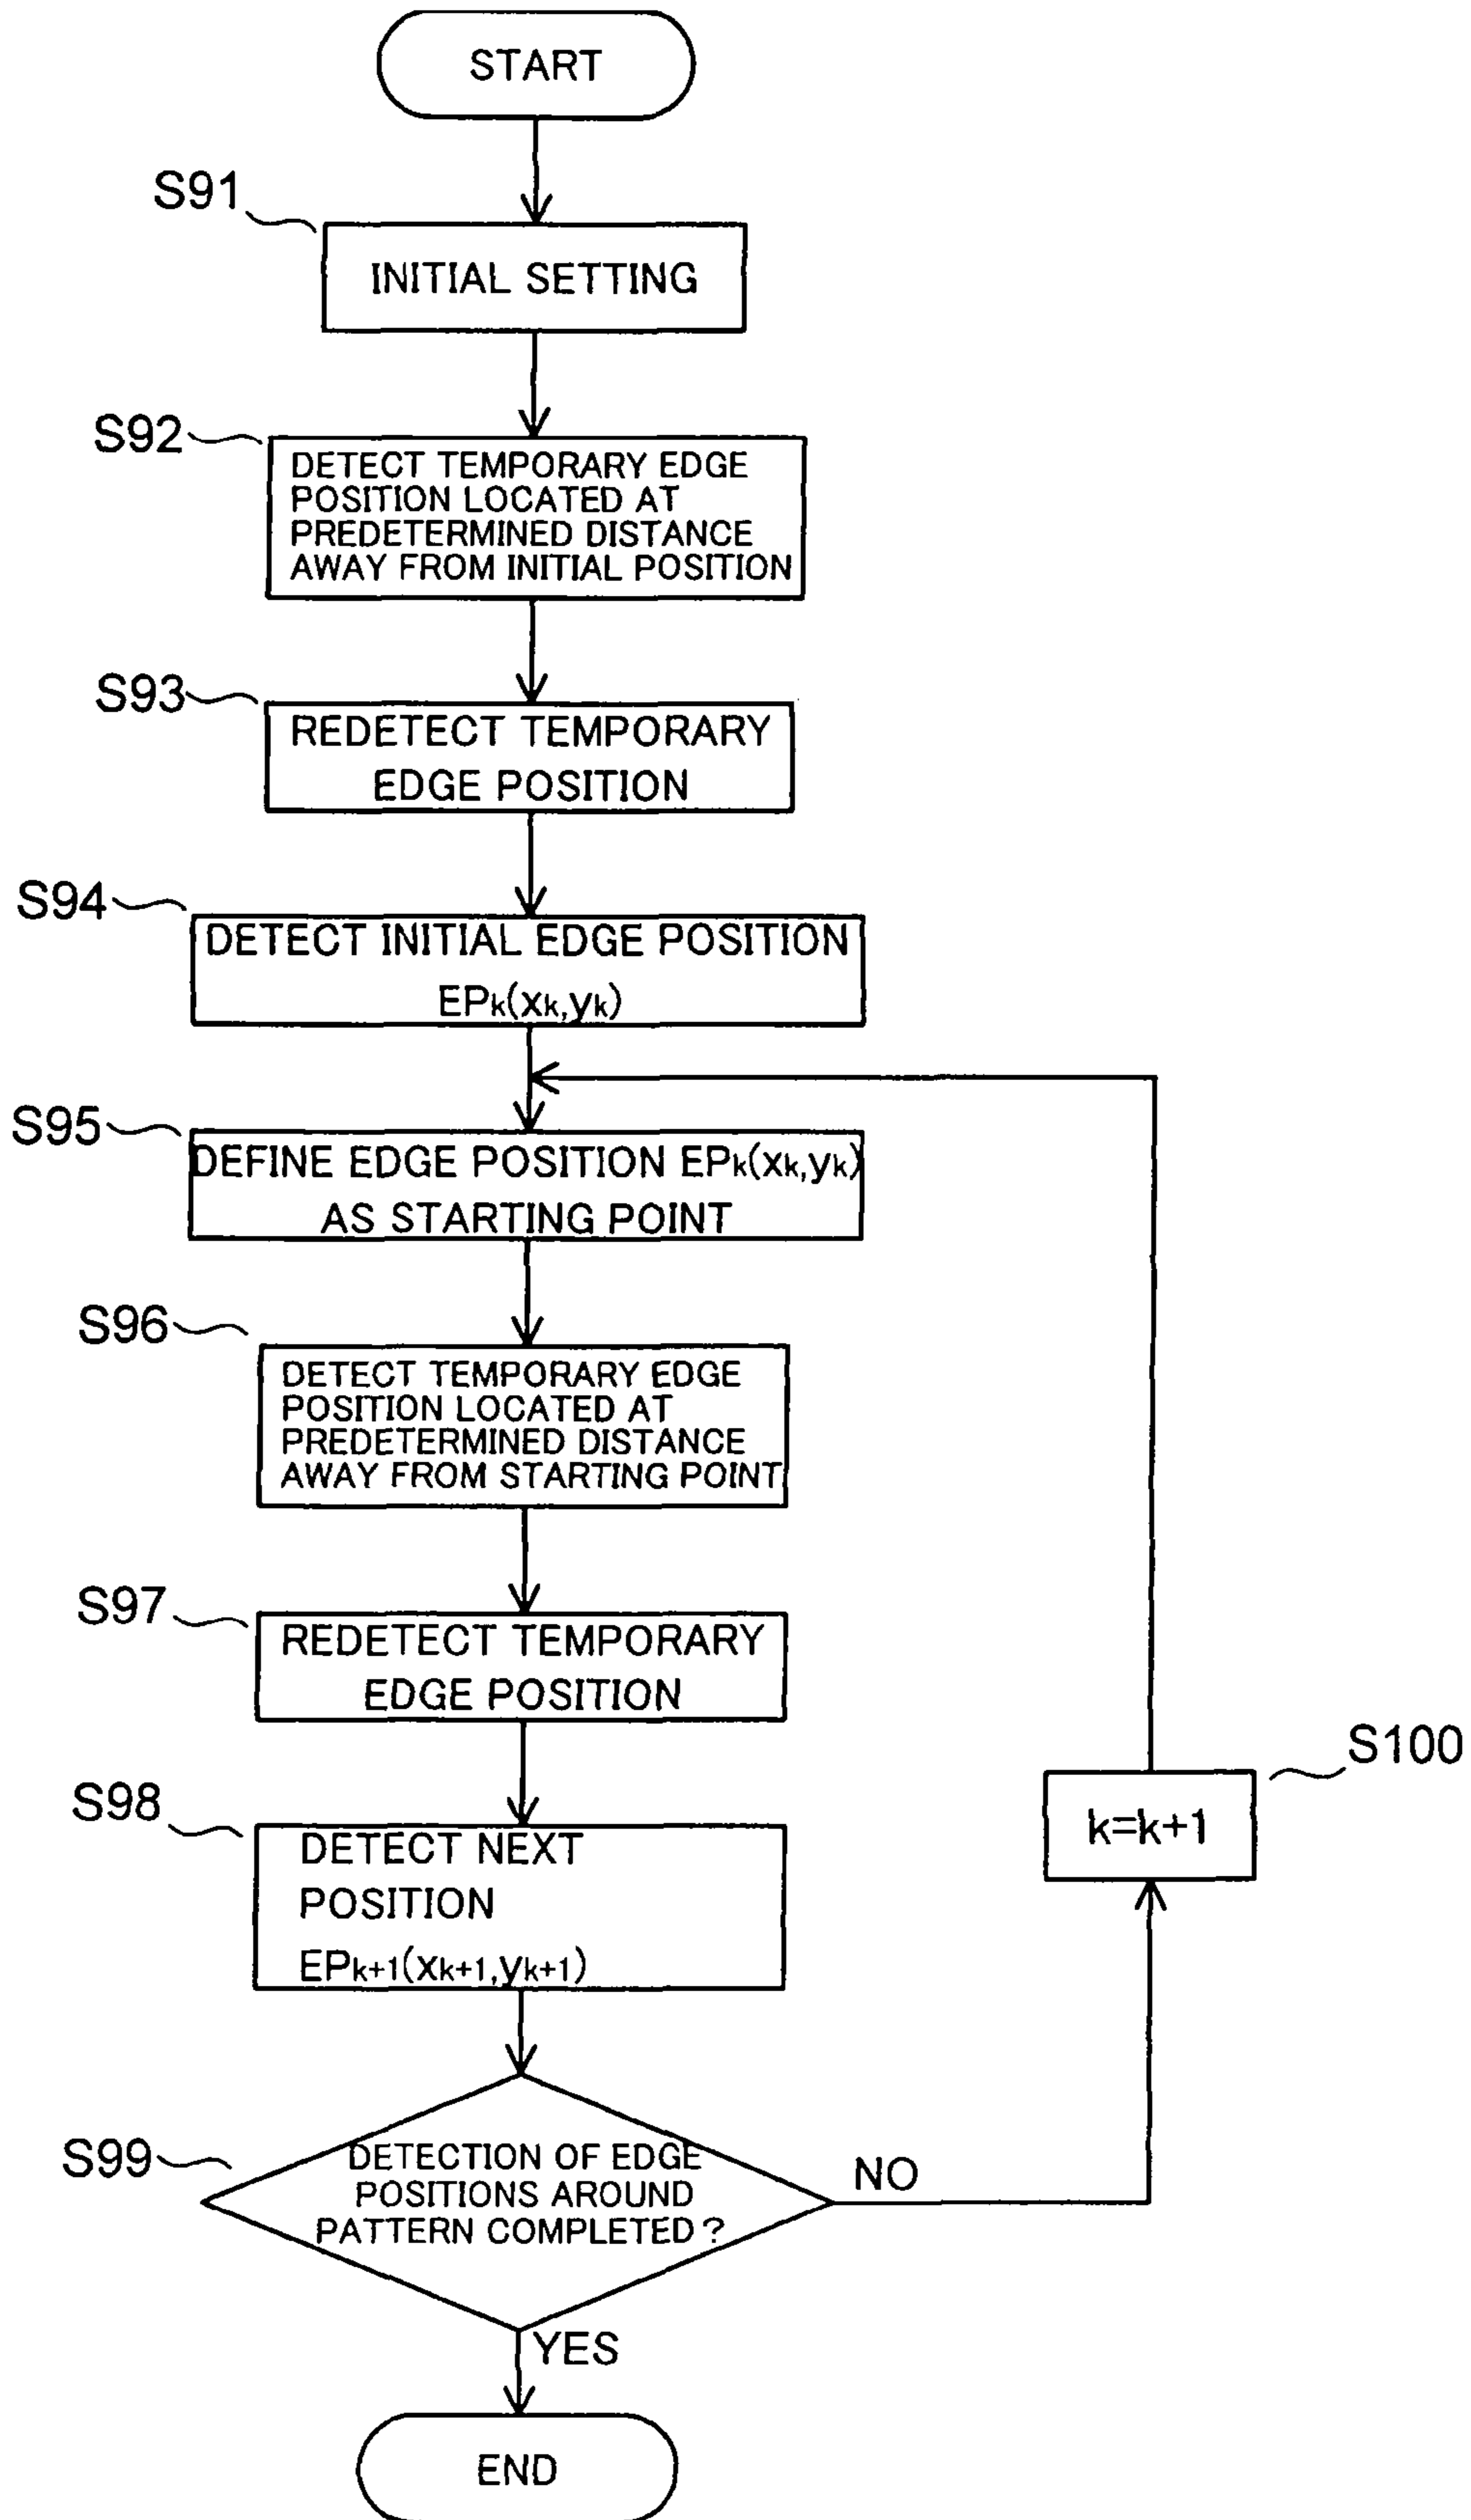 START
S91
INITIAL SETTING
S92
DETECT TEMPORARY EDGE
POSITION LOCATED AT
PREDETERMINED DISTANCE
AWAY FROM INITIAL POSITION
S93
REDETECT TEMPORARY
EDGE POSITION
S94
DETECT INITIAL EDGE POSITION
EPk(xk,yk)
S95
DEFINE EDGE POSITION EPk(xk,yk)
AS STARTING POINT
S96
DETECT TEMPORARY EDGE
POSITION LOCATED AT
PREDETERMINED DISTANCE
AWAY FROM STARTING POINT
S97
REDETECT TEMPORARY
EDGE POSITION
S98
DETECT NEXT
POSITION
EPk+1(xk+1,yk+1)
S99
DETECTION OF EDGE
POSITIONS AROUND
PATTERN COMPLETED?
NO
S100
k=k+1
YES
END